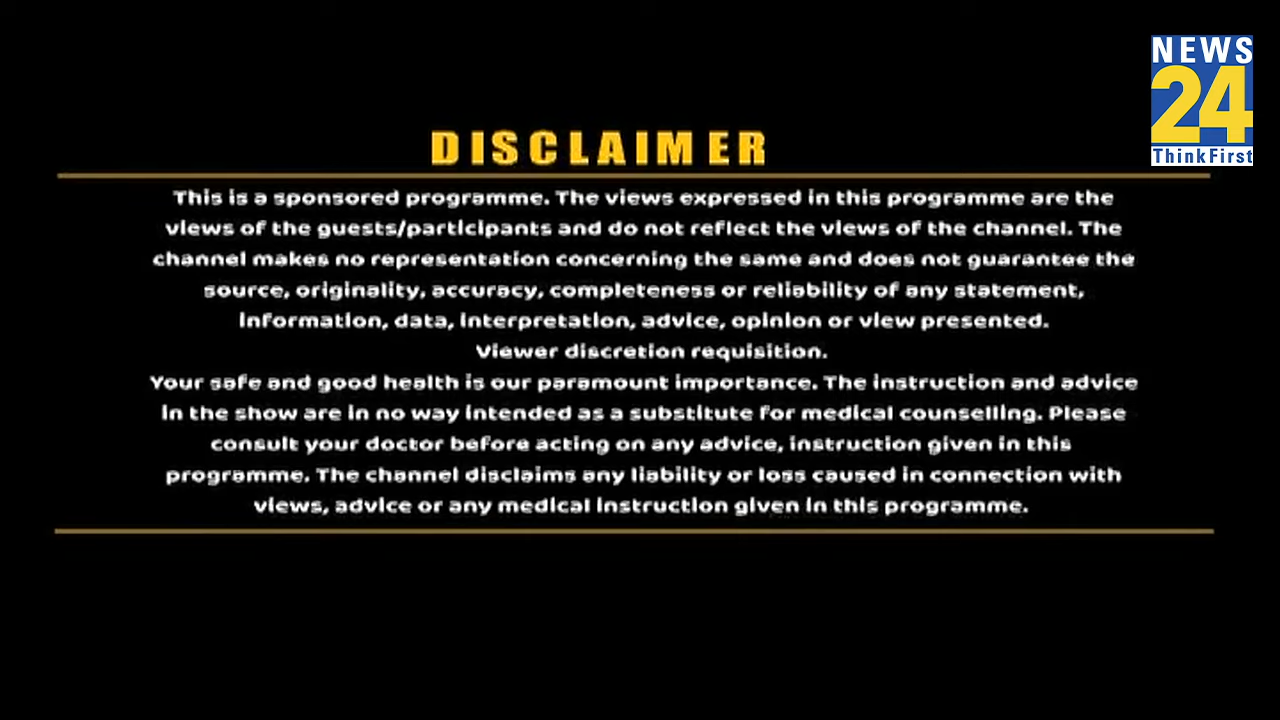 NEWS
24
ThinkFirst
DISCLAIMER
This is a sponsored programme. The views expressed in this programme are the
views of the guests/participants and do not reflect the views of the channel. The
channel makes no representation concerning the same and does not guarantee the
source, originality, accuracy, completeness or reliability of any statement,
information, data, interpretation, advice, opinion or view presented.
Viewer discretion requisition.
Your safe and good health is our paramount importance. The instruction and advice
in the show are in no way intended as a substitute for medical counselling. Please
consult your doctor before acting on any advice, instruction given in this
programme. The channel disclaims any liability or loss caused in connection with
views, advice or any medical instruction given in this programme.